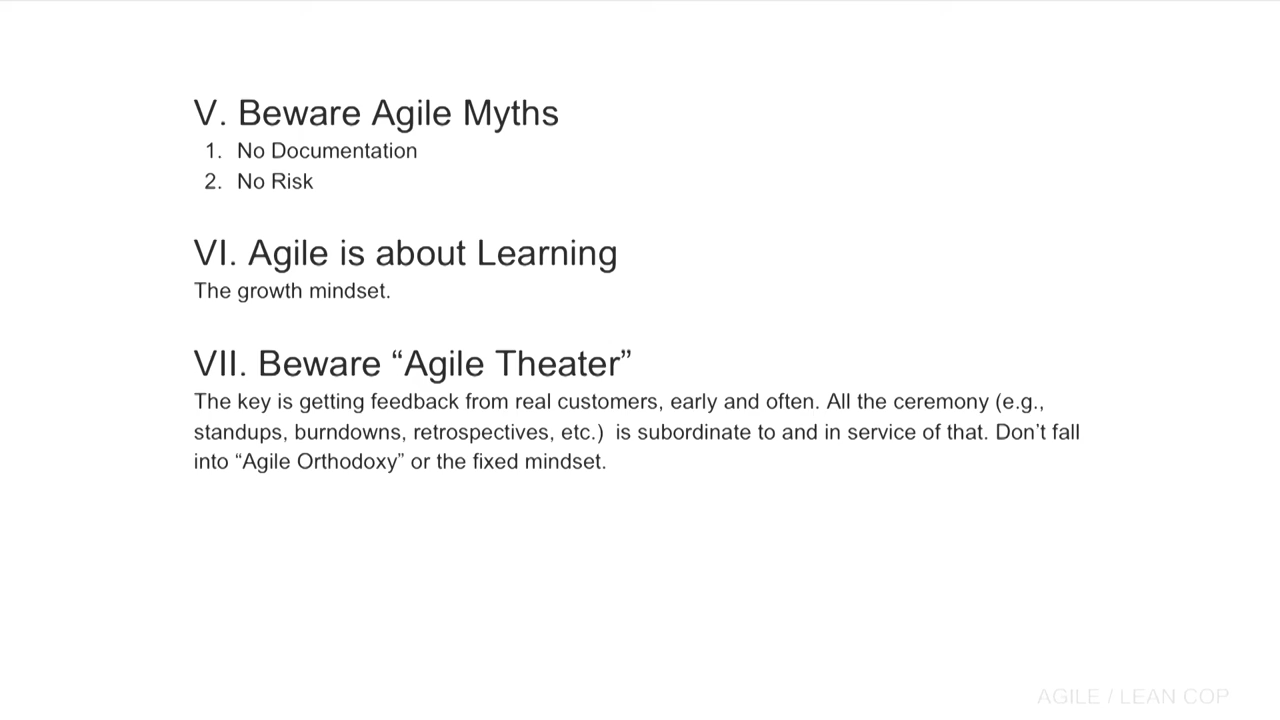 V. Beware Agile Myths
1. No Documentation
2. No Risk
VI. Agile is about Learning
The growth mindset.
VII. Beware “Agile Theater”
The key is getting feedback from real customers, early and often. All the ceremony (e.g.,
standups, burndowns, retrospectives, etc.)  is subordinate to and in service of that. Don’t fall
into “Agile Orthodoxy” or the fixed mindset.
AGILE / LEAN COP